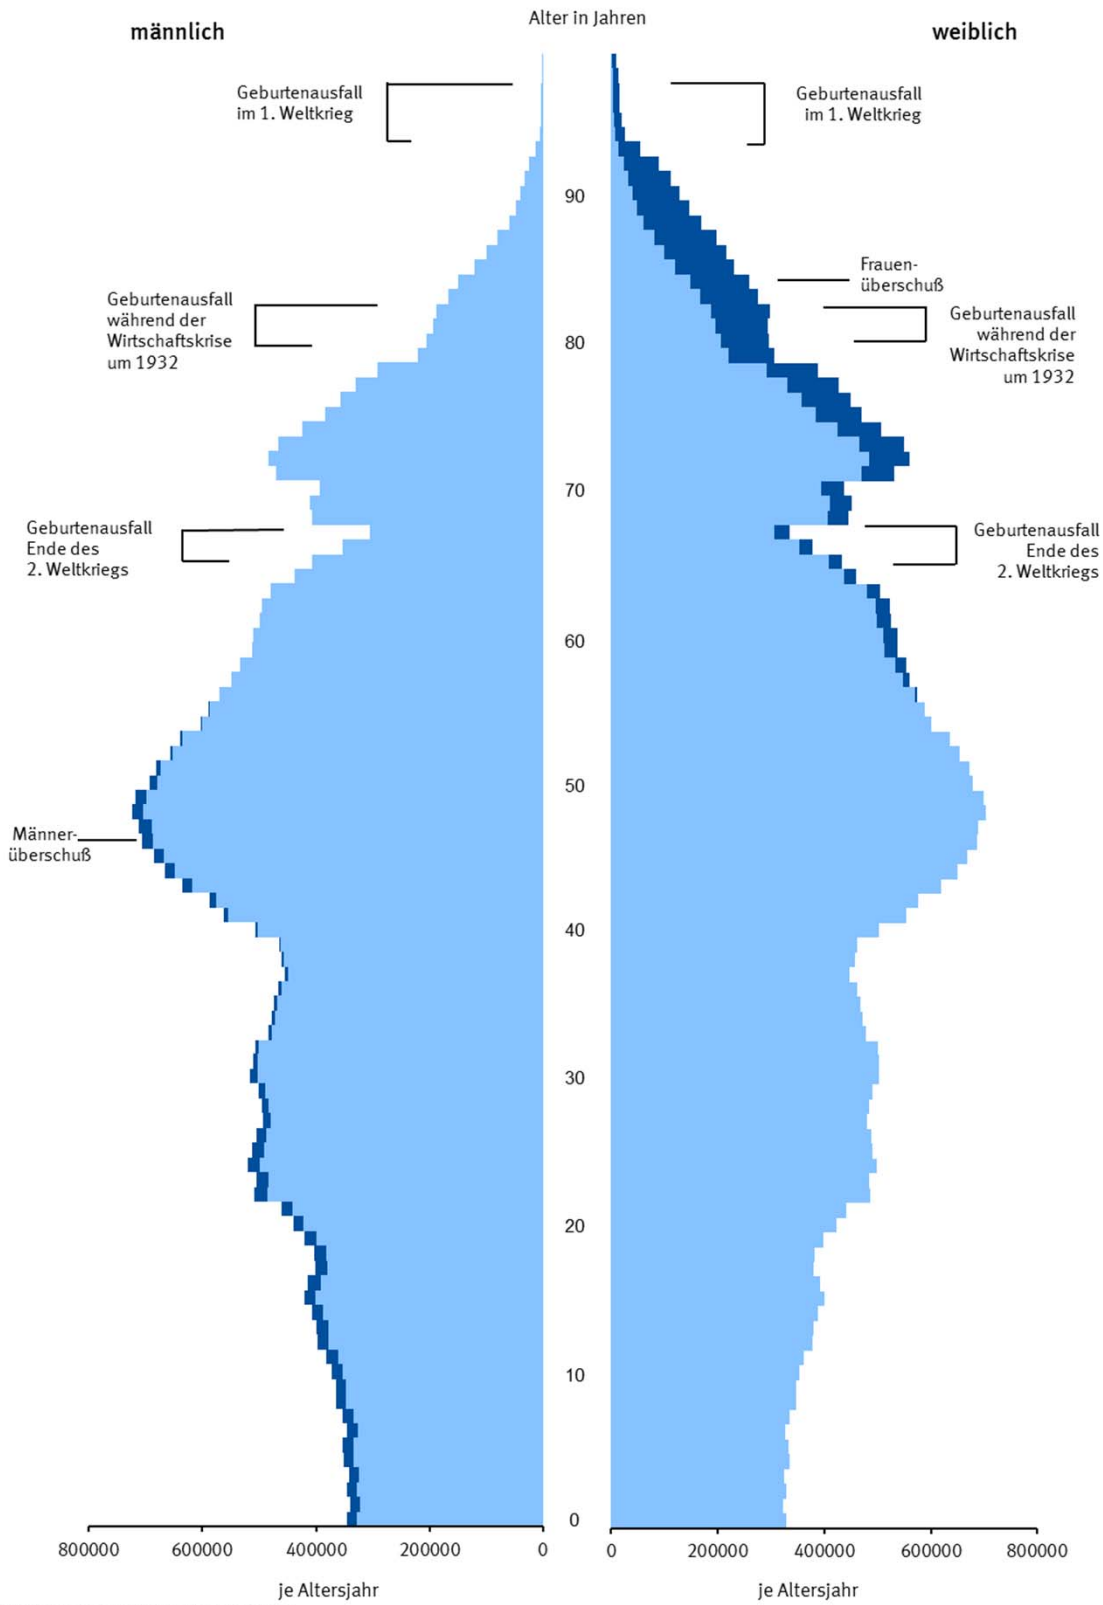 Alter in Jahren
männlich
weiblich
Geburtenausfall
im 1. Weltkrieg
Geburtenausfall
im 1. Weltkrieg
90
Frauen-
überschuß
Geburtenausfall
während der
Wirtschaftskrise
um 1932
Geburtenausfall
während der
Wirtschaftskrise
um 1932
80
70
Geburtenausfall
Ende des
2. Weltkriegs
Geburtenausfall
Ende des
2. Weltkriegs
60
50
Männer-
überschuß
40
30
20
10
0
800000 600000 400000 200000 0
0 200000 400000 600000 800000
je Altersjahr
je Altersjahr